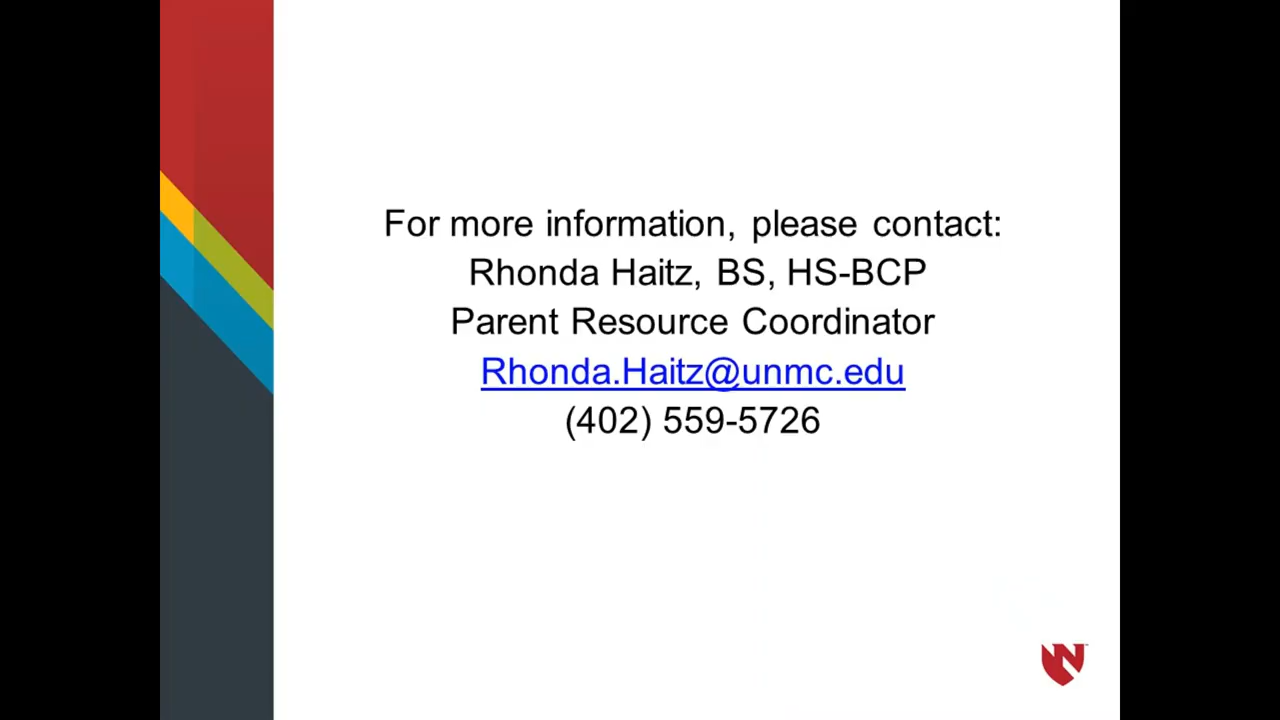 For more information, please contact:
Rhonda Haitz, BS, HS-BCP
Parent Resource Coordinator
Rhonda.Haitz@unmc.edu
(402) 559-5726